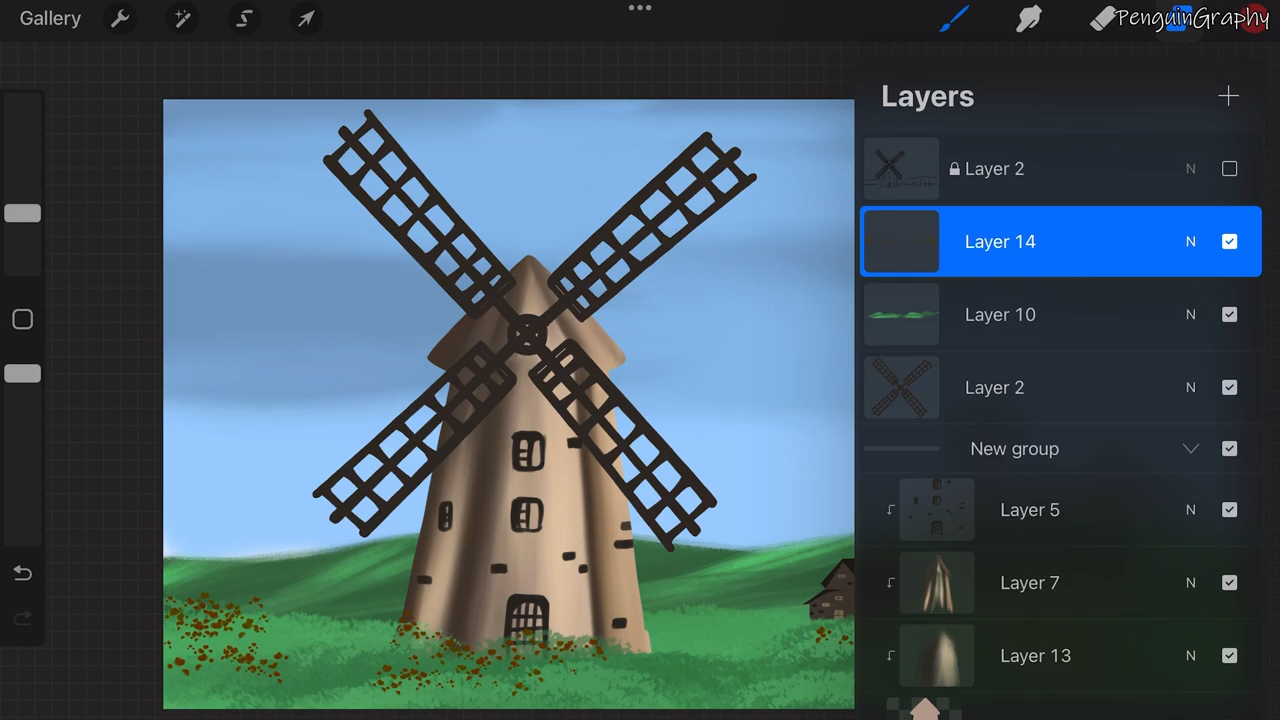 Gallery
PenguinGraphy
Layers
Layer 2 N
Layer 14 N
Layer 10 N
Layer 2 N
New group
Layer 5 N
Layer 7 N
Layer 13 N